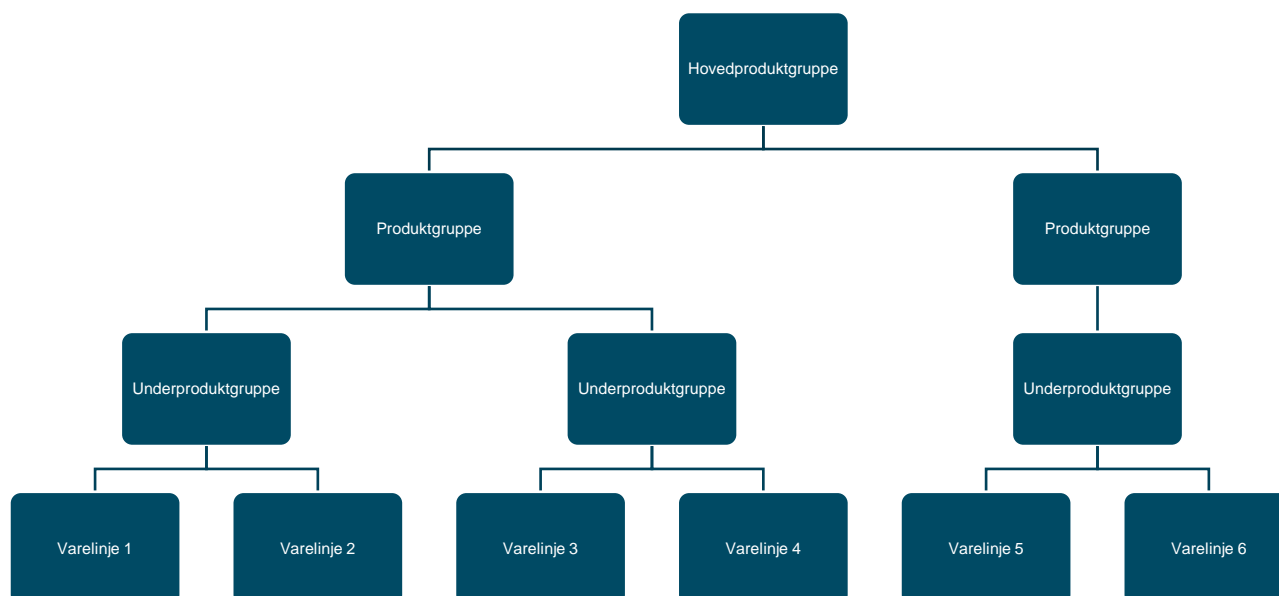 Hovedproduktgruppe
Produktgruppe
Produktgruppe
Underproduktgruppe
Underproduktgruppe
Underproduktgruppe
Varelinje 1
Varelinje 2
Varelinje 3
Varelinje 4
Varelinje 5
Varelinje 6